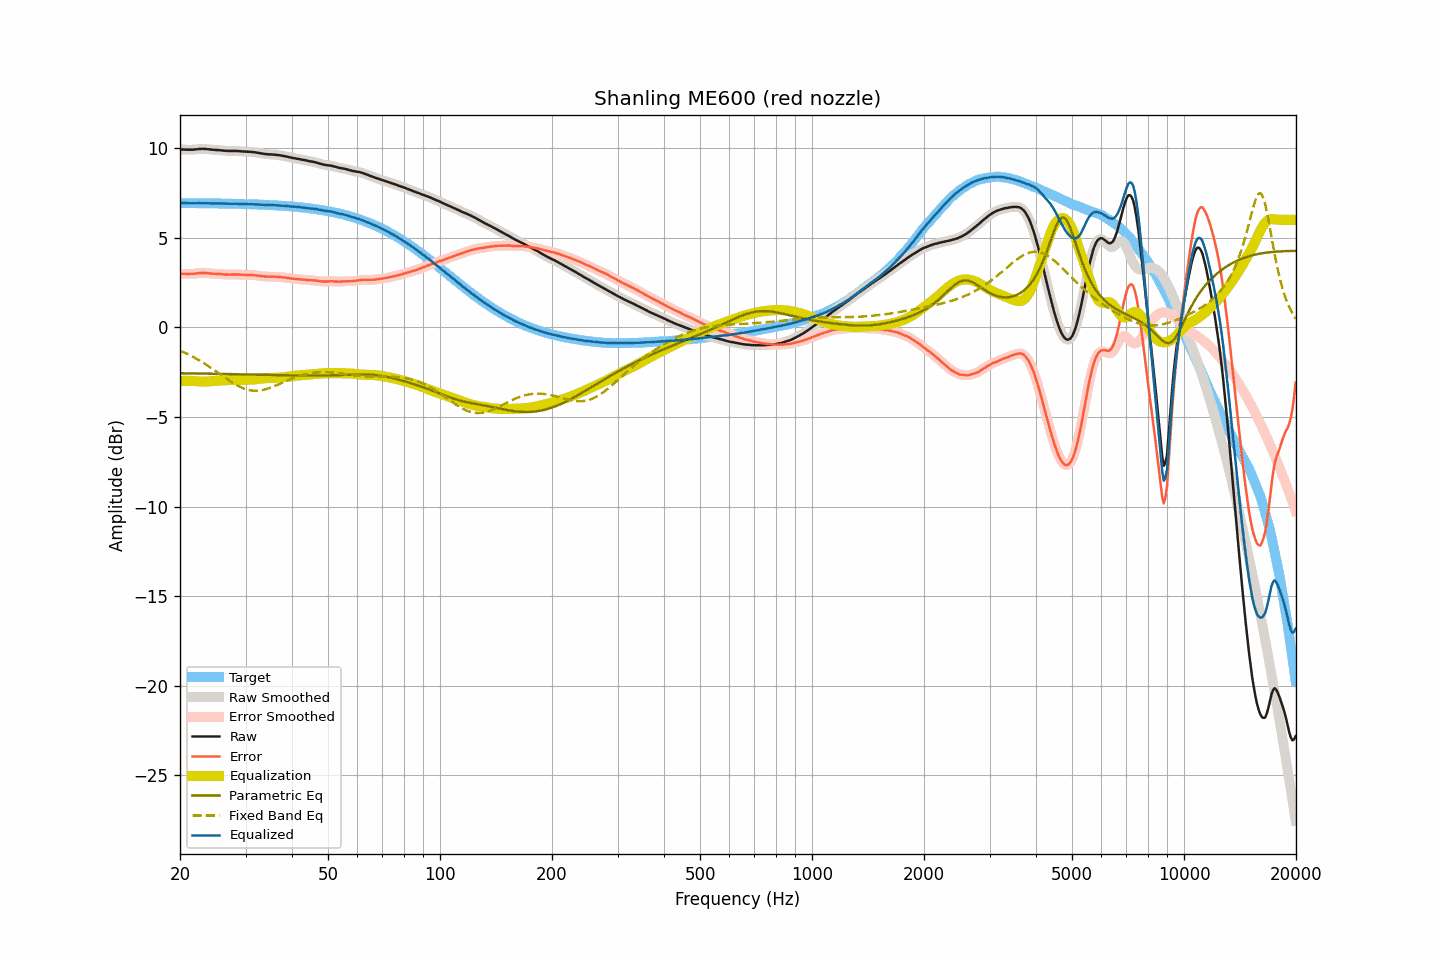 Shanling ME600 (red nozzle)
10
5
0
−5
−10
−15
−20
−25
Amplitude (dBr)
Target
Raw Smoothed
Error Smoothed
Raw
Error
Equalization
Parametric Eq
Fixed Band Eq
Equalized
20 50 100 200 500 1000 2000 5000 10000 20000
Frequency (Hz)